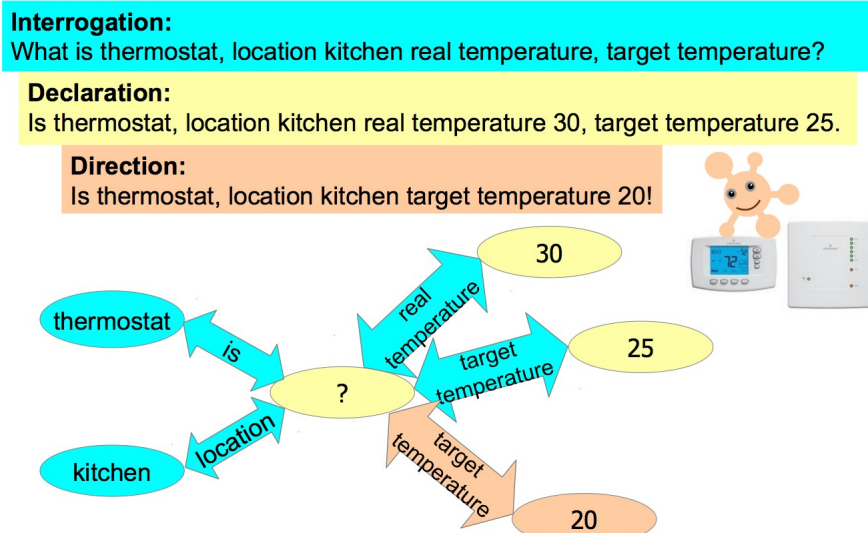 Interrogation:
What is thermostat, location kitchen real temperature, target temperature?
Declaration:
Is thermostat, location kitchen real temperature 30, target temperature 25.
Direction:
Is thermostat, location kitchen target temperature 20!
30
real
temperature
thermostat
is
target
temperature
25
?
location
kitchen
target
temperature
20
72